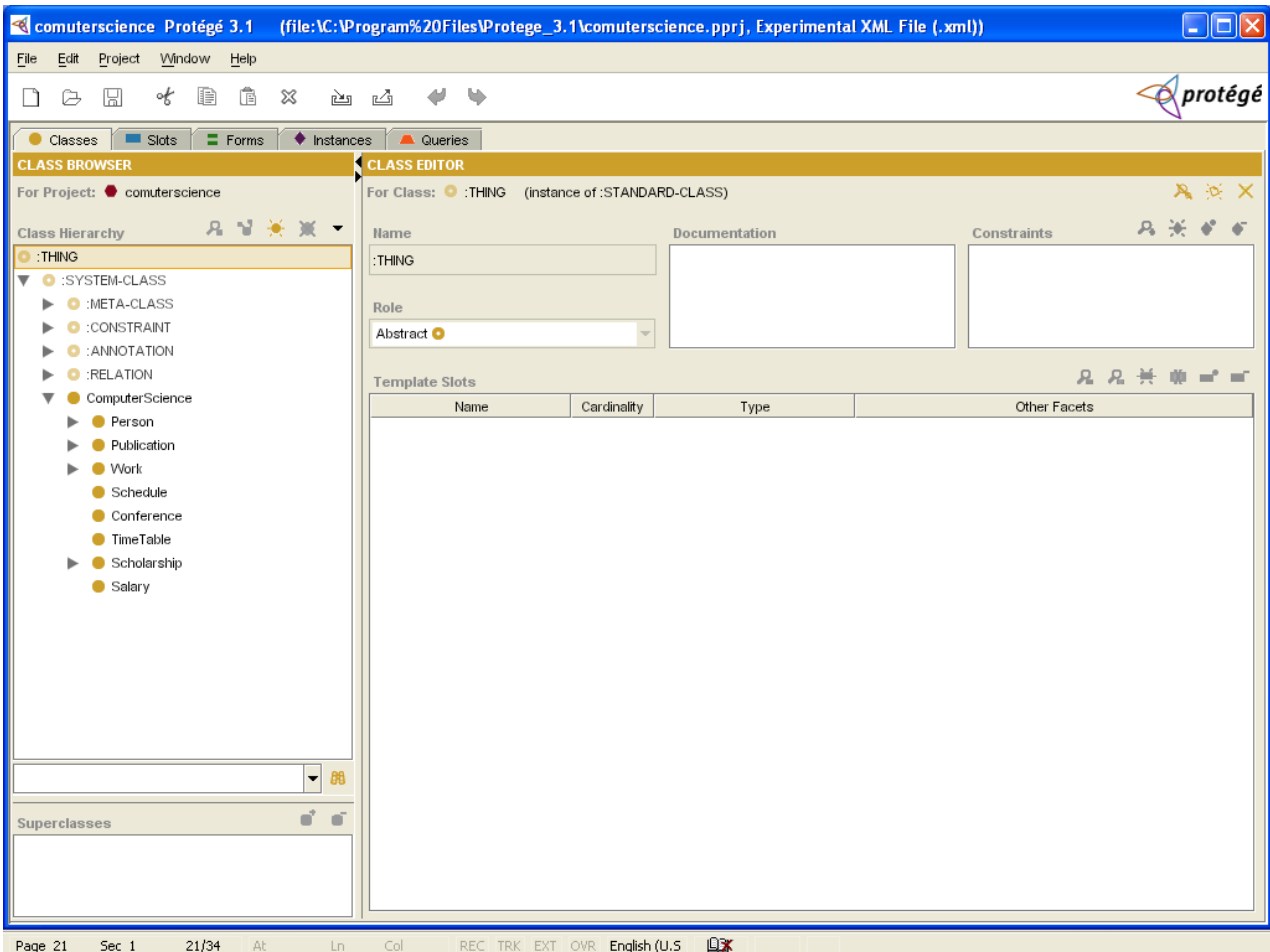 comuterscience Protégé 3.1 (file:\C:\Program%20Files\Protege_3.1\comuterscience.pprj, Experimental XML File (.xml))
File Edit Project Window Help
protégé
Classes Slots Forms Instances Queries
CLASS BROWSER
CLASS EDITOR
For Project: comuterscience
For Class: :THING (instance of :STANDARD-CLASS)
Class Hierarchy
Name Documentation Constraints
:THING
:THING
:SYSTEM-CLASS
:META-CLASS
:CONSTRAINT
:ANNOTATION
:RELATION
ComputerScience
Person
Publication
Work
Schedule
Conference
TimeTable
Scholarship
Salary
Role
Abstract
Template Slots
Name Cardinality Type Other Facets
Superclasses
Page 21 Sec 1 21/34 At Ln Col REC TRK EXT OVR English (U.S